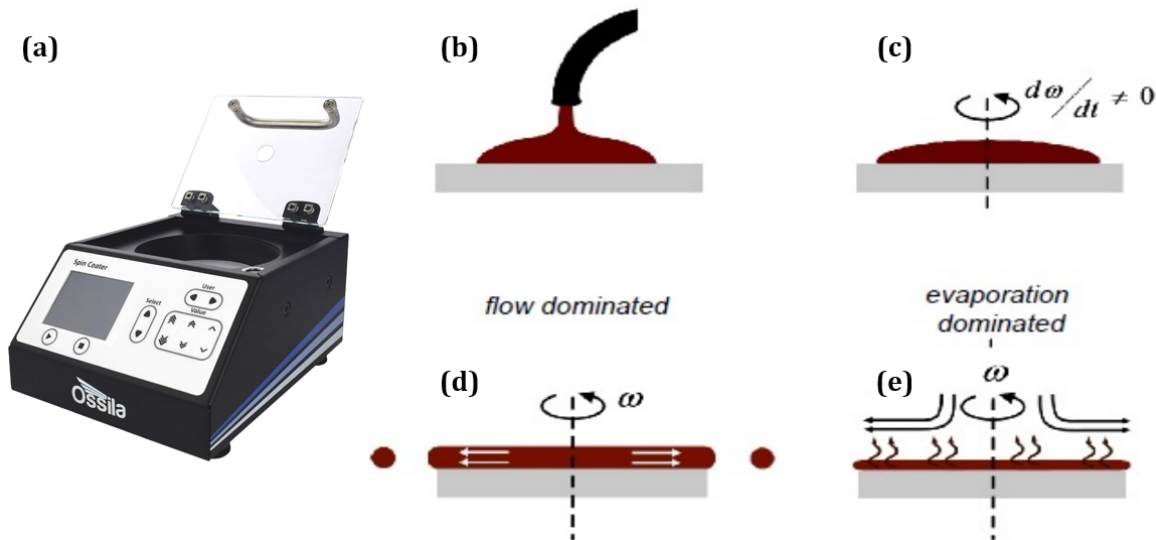 (a)
(b)
(c)
dω/dt ≠ 0
Spin Coater
Select
User
Value
Ossila
flow dominated
evaporation
dominated
(d)
ω
(e)
ω